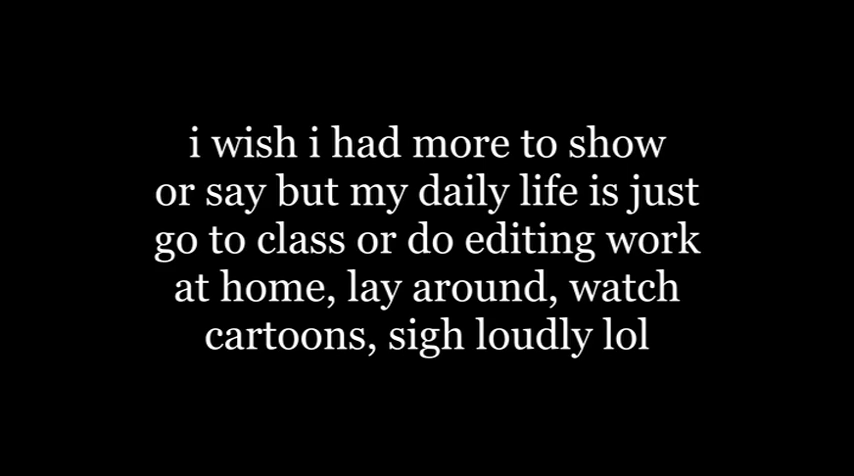 i wish i had more to show
or say but my daily life is just
go to class or do editing work
at home, lay around, watch
cartoons, sigh loudly lol